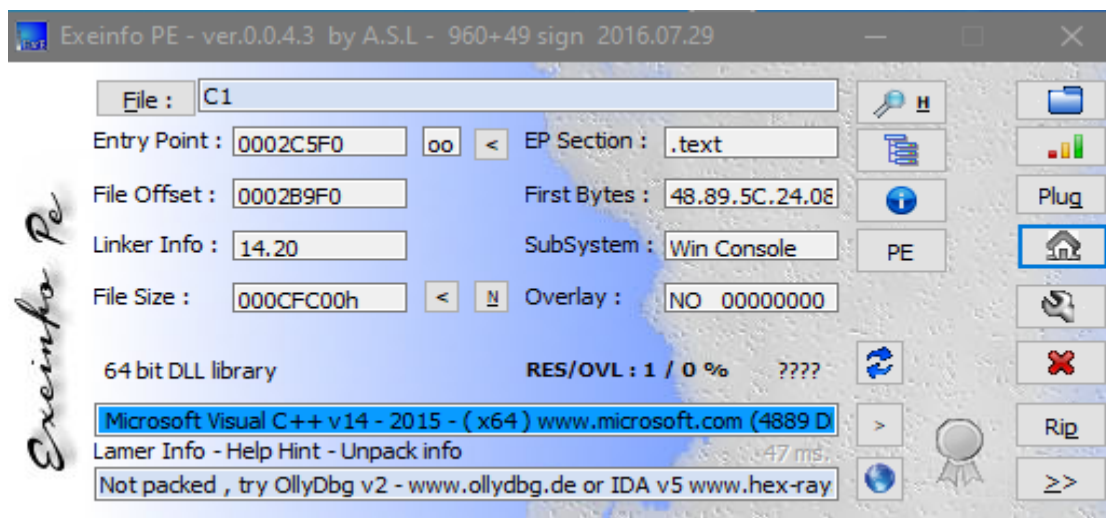 Exeinfo PE - ver.0.0.4.3 by A.S.L - 960+49 sign 2016.07.29
File : C1 H
Entry Point : 0002C5F0 oo < EP Section : .text
File Offset : 0002B9F0 First Bytes : 48.89.5C.24.08 Plug
Linker Info : 14.20 SubSystem : Win Console PE
File Size : 000CFC00h < N Overlay : NO 00000000
64 bit DLL library RES/OVL : 1 / 0 % ????
Microsoft Visual C++ v14 - 2015 - ( x64 ) www.microsoft.com (4889 D >
Lamer Info - Help Hint - Unpack info 47 ms. Rip
Not packed , try OllyDbg v2 - www.ollydbg.de or IDA v5 www.hex-ray >>
Exeinfo Pe